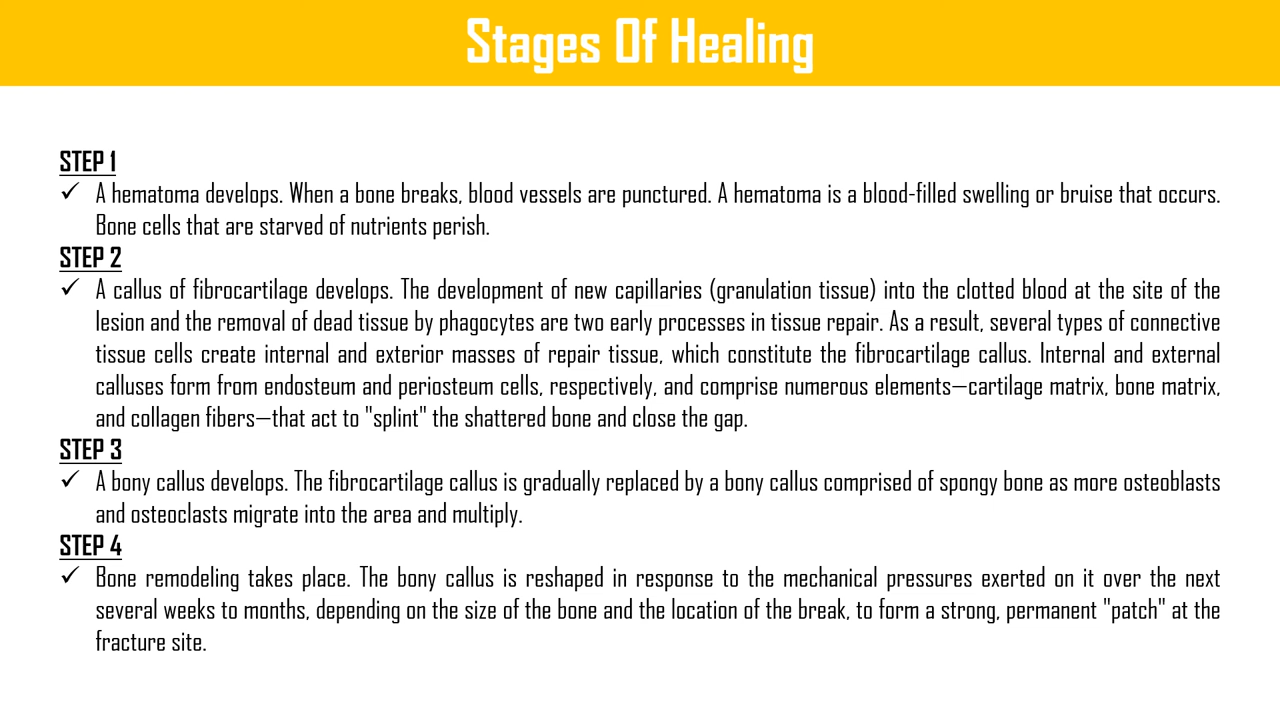 Stages Of Healing
STEP 1
✓ A hematoma develops. When a bone breaks, blood vessels are punctured. A hematoma is a blood-filled swelling or bruise that occurs.
Bone cells that are starved of nutrients perish.
STEP 2
✓ A callus of fibrocartilage develops. The development of new capillaries (granulation tissue) into the clotted blood at the site of the
lesion and the removal of dead tissue by phagocytes are two early processes in tissue repair. As a result, several types of connective
tissue cells create internal and exterior masses of repair tissue, which constitute the fibrocartilage callus. Internal and external
calluses form from endosteum and periosteum cells, respectively, and comprise numerous elements—cartilage matrix, bone matrix,
and collagen fibers—that act to "splint" the shattered bone and close the gap.
STEP 3
✓ A bony callus develops. The fibrocartilage callus is gradually replaced by a bony callus comprised of spongy bone as more osteoblasts
and osteoclasts migrate into the area and multiply.
STEP 4
✓ Bone remodeling takes place. The bony callus is reshaped in response to the mechanical pressures exerted on it over the next
several weeks to months, depending on the size of the bone and the location of the break, to form a strong, permanent "patch" at the
fracture site.